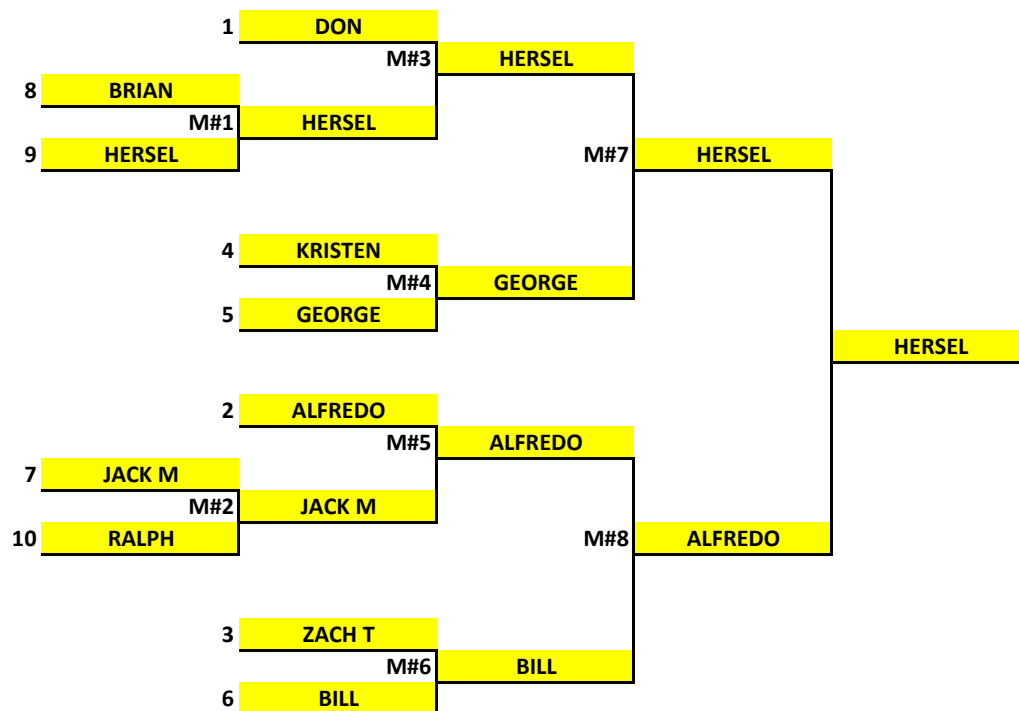 1 DON
M#3 HERSEL
8 BRIAN
M#1 HERSEL
9 HERSEL
M#7 HERSEL
4 KRISTEN
M#4 GEORGE
5 GEORGE
HERSEL
2 ALFREDO
M#5 ALFREDO
7 JACK M
M#2 JACK M
10 RALPH
M#8 ALFREDO
3 ZACH T
M#6 BILL
6 BILL